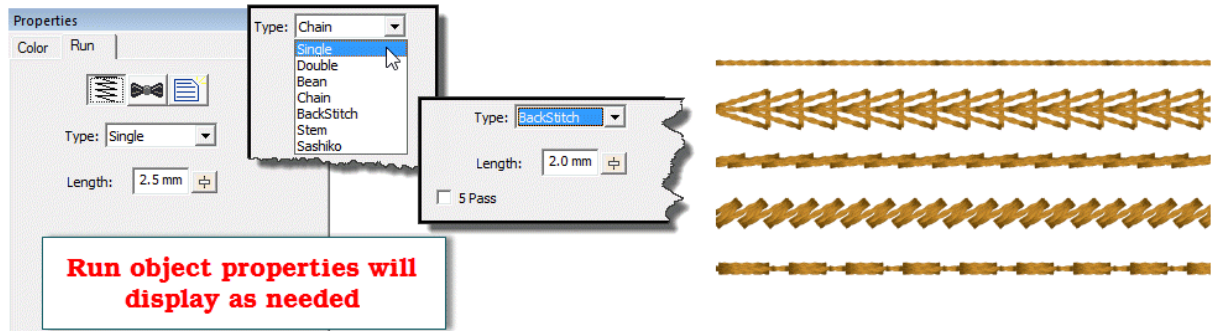 Properties
Color Run
Type: Single
Length: 2.5 mm
Type: Chain
Single
Double
Bean
Chain
BackStitch
Stem
Sashiko
Type: BackStitch
Length: 2.0 mm
5 Pass
Run object properties will
display as needed